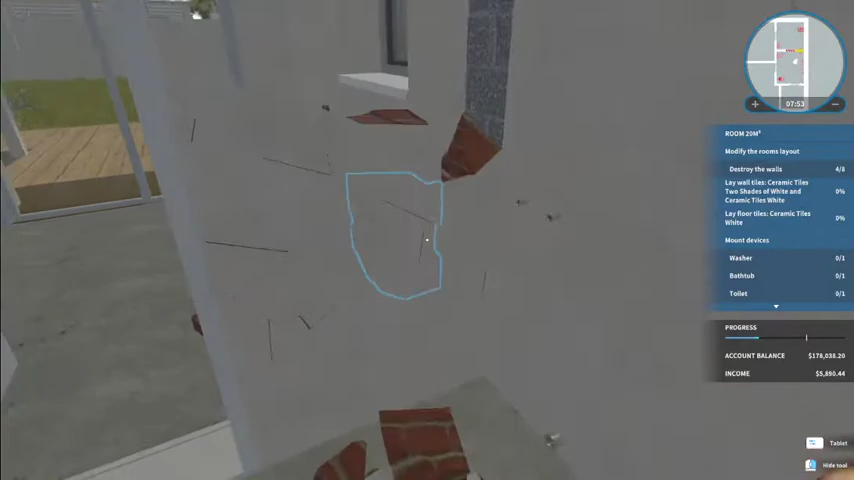 + 07:53 −
ROOM 20M²
Modify the rooms layout
Destroy the walls 4/8
Lay wall tiles: Ceramic Tiles
Two Shades of White and 0%
Ceramic Tiles White
Lay floor tiles: Ceramic Tiles 0%
White
Mount devices
Washer 0/1
Bathtub 0/1
Toilet 0/1
PROGRESS
ACCOUNT BALANCE $178,038.20
INCOME $5,890.44
Tablet
Hide tool